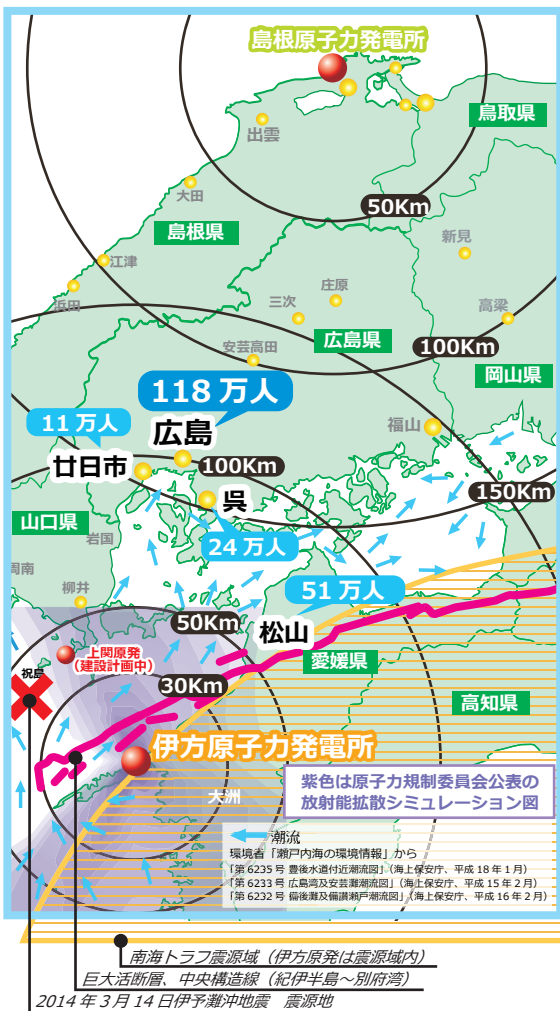 島根原子力発電所
鳥取県
出雲
大田
50Km
島根県
新見
江津
庄原
浜田
三次
高梁
広島県
安芸高田
100Km
岡山県
118万人
11万人
広島
福山
廿日市
100Km
150Km
呉
山口県
24万人
岩国
周南
柳井
51万人
50Km
松山
上関原発
(建設計画中)
愛媛県
祝島
30Km
高知県
伊方原子力発電所
紫色は原子力規制委員会公表の
放射能拡散シミュレーション図
大洲
潮流
環境省「瀬戸内海の環境情報」から
「第6235号 豊後水道付近潮流図」(海上保安庁、平成18年1月)
「第6233号 広島湾及安芸灘潮流図」(海上保安庁、平成15年2月)
「第6232号 備後灘及備讃瀬戸潮流図」(海上保安庁、平成16年2月)
南海トラフ震源域(伊方原発は震源域内)
巨大活断層、中央構造線(紀伊半島～別府湾)
2014年3月14日伊予灘沖地震 震源地